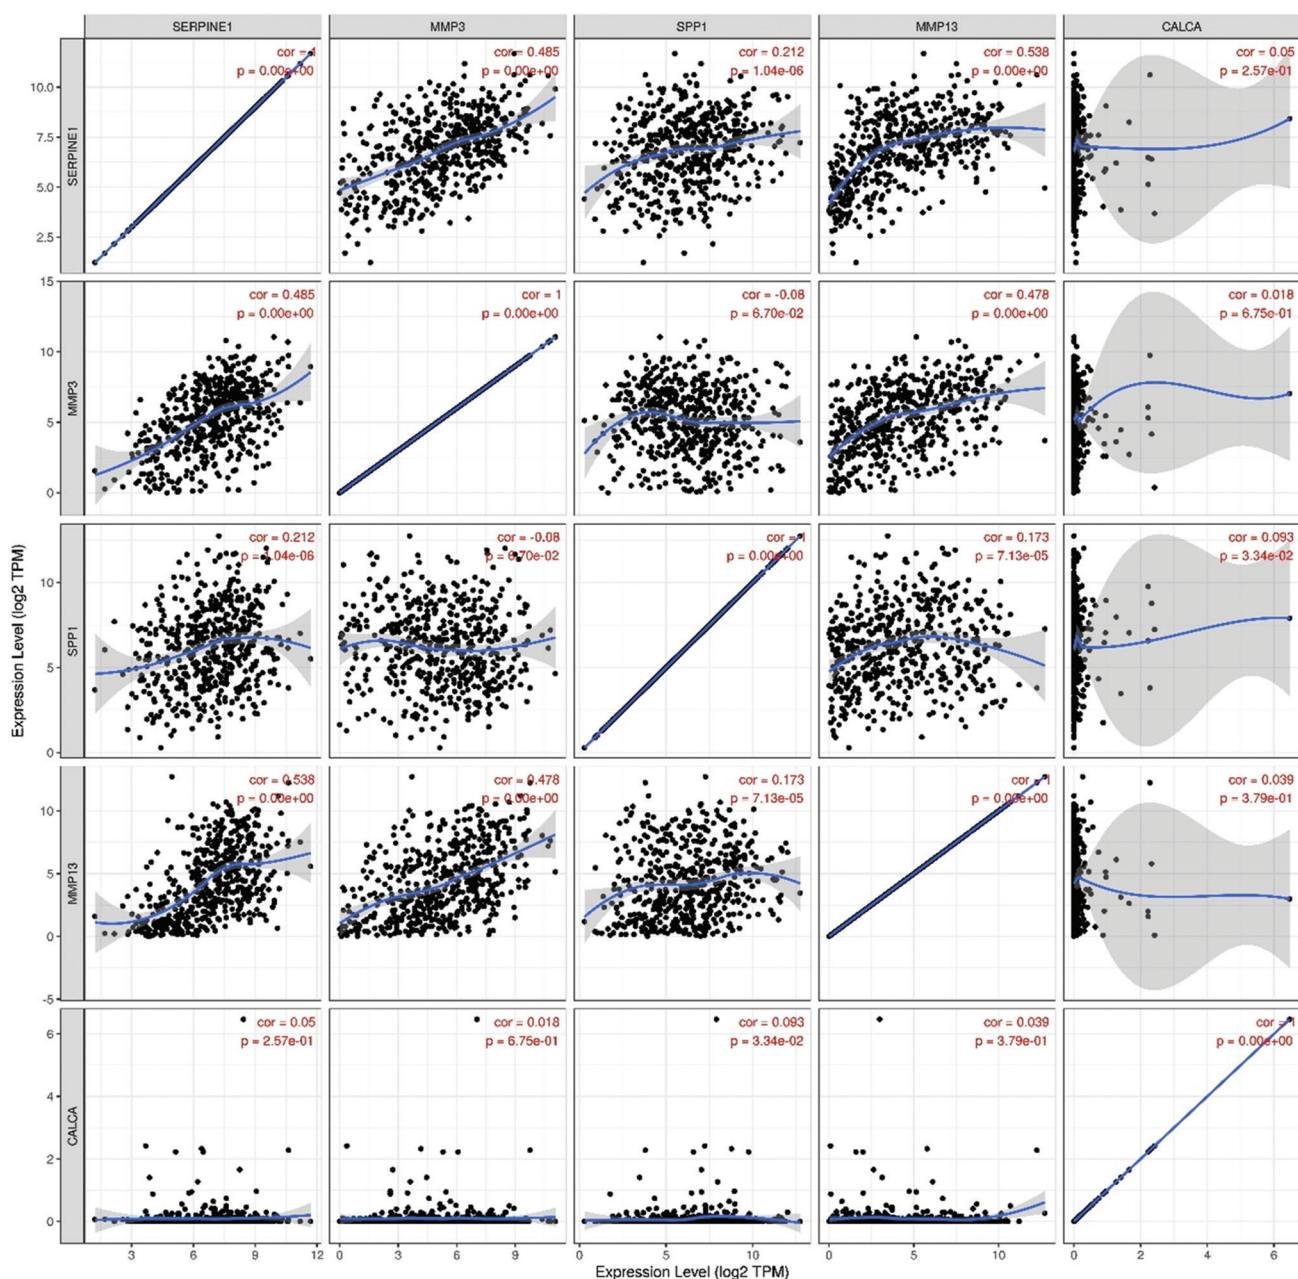 SERPINE1 MMP3 SPP1 MMP13 CALCA
cor = 1 cor = 0.485 cor = 0.212 cor = 0.538 cor = 0.05
p = 0.00e+00 p = 0.00e+00 p = 1.04e-06 p = 0.00e+00 p = 2.57e-01
10.0
7.5
5.0
2.5
SERPINE1
15
cor = 0.485 cor = 1 cor = -0.08 cor = 0.478 cor = 0.018
p = 0.00e+00 p = 0.00e+00 p = 6.70e-02 p = 0.00e+00 p = 6.75e-01
10
5
0
MMP3
cor = 0.212 cor = -0.08 cor = 1 cor = 0.173 cor = 0.093
p = 1.04e-06 p = 6.70e-02 p = 0.00e+00 p = 7.13e-05 p = 3.34e-02
10
5
0
SPP1
Expression Level (log2 TPM)
cor = 0.538 cor = 0.478 cor = 0.173 cor = 1 cor = 0.039
p = 0.00e+00 p = 0.00e+00 p = 7.13e-05 p = 0.00e+00 p = 3.79e-01
10
5
0
-5
MMP13
cor = 0.05 cor = 0.018 cor = 0.093 cor = 0.039 cor = 1
p = 2.57e-01 p = 6.75e-01 p = 3.34e-02 p = 3.79e-01 p = 0.00e+00
6
4
2
0
CALCA
3 6 9 12 0 3 6 9 0 5 10 0 5 10 0 2 4 6
Expression Level (log2 TPM)